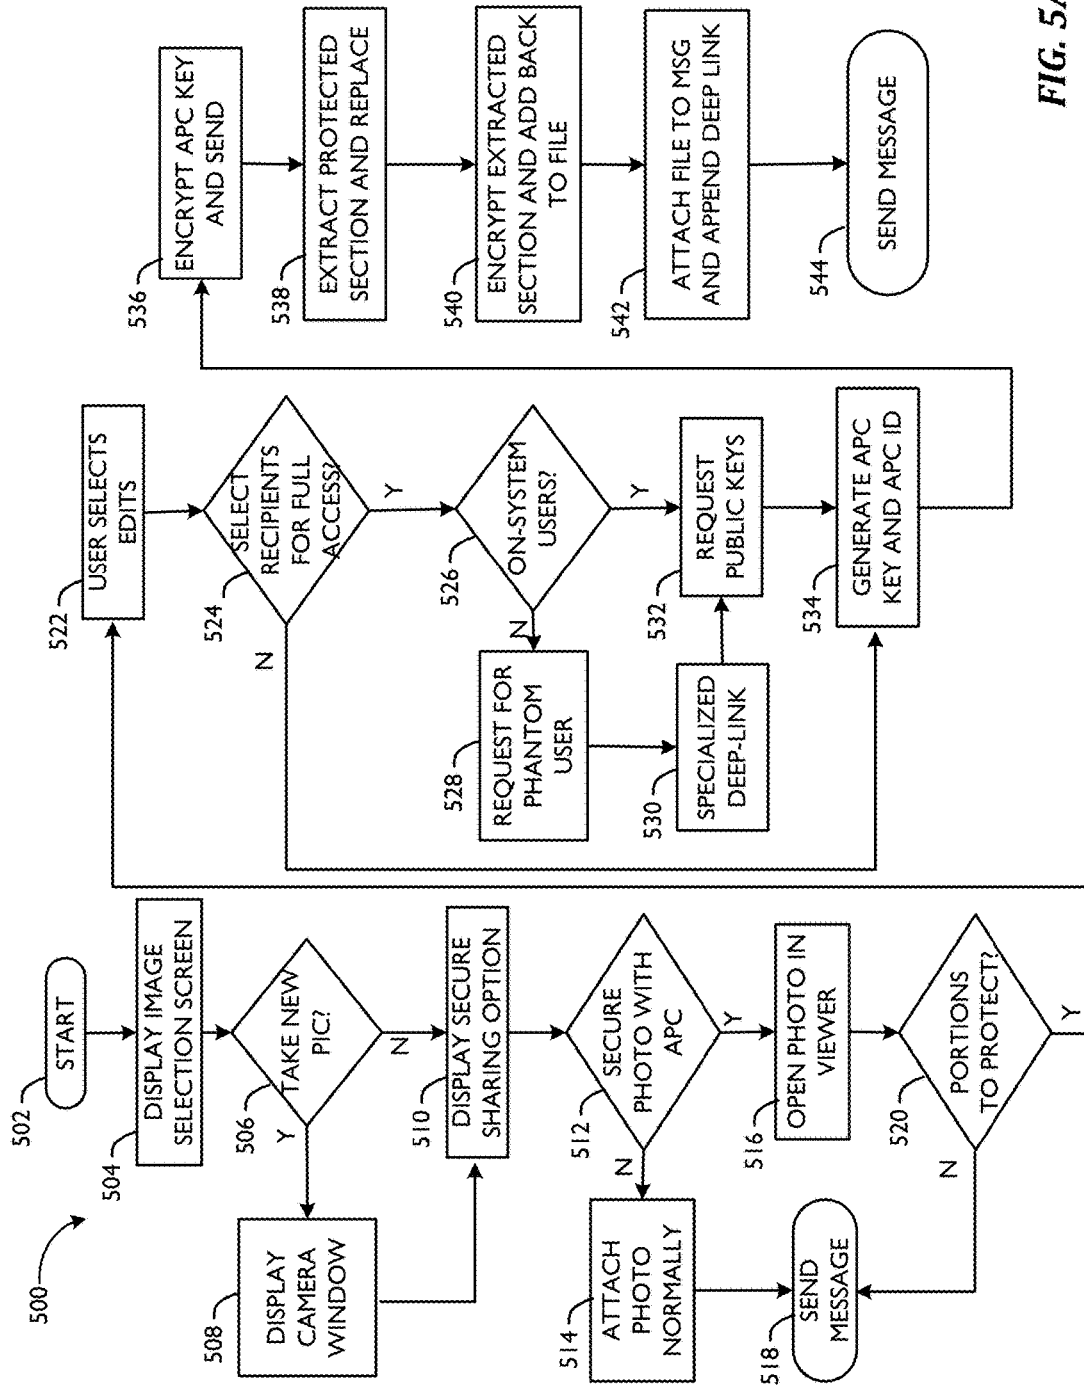 500
502
START
504
DISPLAY IMAGE
SELECTION SCREEN
506
TAKE NEW
PIC?
Y
N
508
DISPLAY
CAMERA
WINDOW
510
DISPLAY SECURE
SHARING OPTION
512
SECURE
PHOTO WITH
APC
N
Y
514
ATTACH
PHOTO
NORMALLY
516
OPEN PHOTO IN
VIEWER
518
SEND
MESSAGE
520
PORTIONS
TO PROTECT?
N
Y
522
USER SELECTS
EDITS
524
SELECT
RECIPIENTS
FOR FULL
ACCESS?
N
Y
526
ON-SYSTEM
USERS?
N
Y
528
REQUEST FOR
PHANTOM
USER
530
SPECIALIZED
DEEP-LINK
532
REQUEST
PUBLIC KEYS
534
GENERATE APC
KEY AND APC ID
536
ENCRYPT APC KEY
AND SEND
538
EXTRACT PROTECTED
SECTION AND REPLACE
540
ENCRYPT EXTRACTED
SECTION AND ADD BACK
TO FILE
542
ATTACH FILE TO MSG
AND APPEND DEEP LINK
544
SEND MESSAGE
FIG. 5A